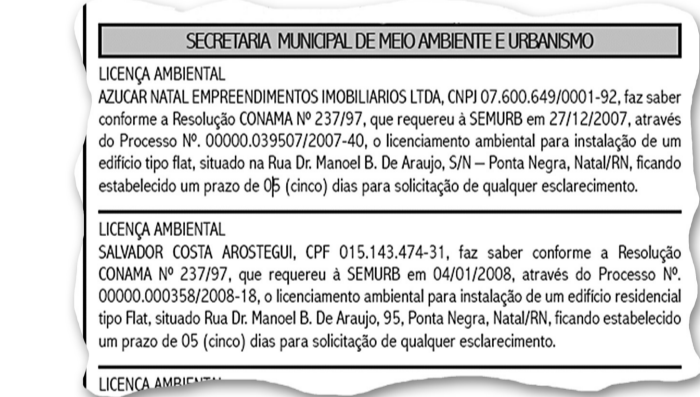 SECRETARIA MUNICIPAL DE MEIO AMBIENTE E URBANISMO
LICENÇA AMBIENTAL
AZUCAR NATAL EMPREENDIMENTOS IMOBILIARIOS LTDA, CNPJ 07.600.649/0001-92, faz saber
conforme a Resolução CONAMA Nº 237/97, que requereu à SEMURB em 27/12/2007, através
do Processo Nº. 00000.039507/2007-40, o licenciamento ambiental para instalação de um
edifício tipo flat, situado na Rua Dr. Manoel B. De Araujo, S/N – Ponta Negra, Natal/RN, ficando
estabelecido um prazo de 05 (cinco) dias para solicitação de qualquer esclarecimento.
LICENÇA AMBIENTAL
SALVADOR COSTA AROSTEGUI, CPF 015.143.474-31, faz saber conforme a Resolução
CONAMA Nº 237/97, que requereu à SEMURB em 04/01/2008, através do Processo Nº.
00000.000358/2008-18, o licenciamento ambiental para instalação de um edifício residencial
tipo Flat, situado Rua Dr. Manoel B. De Araujo, 95, Ponta Negra, Natal/RN, ficando estabelecido
um prazo de 05 (cinco) dias para solicitação de qualquer esclarecimento.
LICENÇA AMBIENTAL